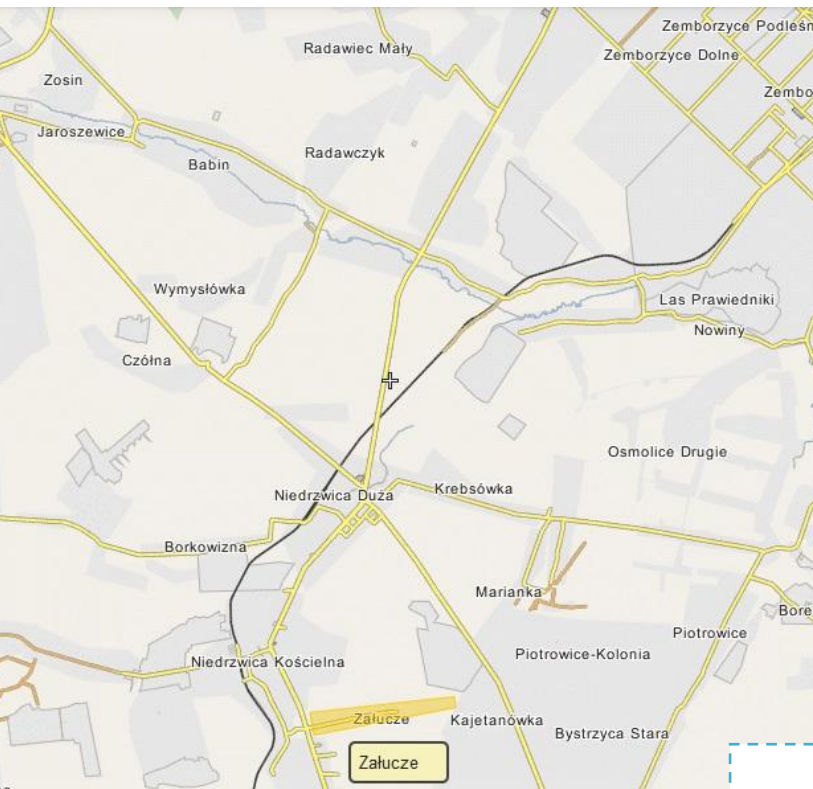 Zemborzyce Podleśn
Radawiec Mały
Zemborzyce Dolne
Zosin
Zembo
Jaroszewice
Radawczyk
Babin
Wymysłówka
Las Prawiedniki
Nowiny
Czółna
Osmolice Drugie
Krebsówka
Niedrzwica Duża
Borkowizna
Marianka
Bore
Piotrowice
Piotrowice-Kolonia
Niedrzwica Kościelna
Załucze
Kajetanówka
Bystrzyca Stara
Załucze